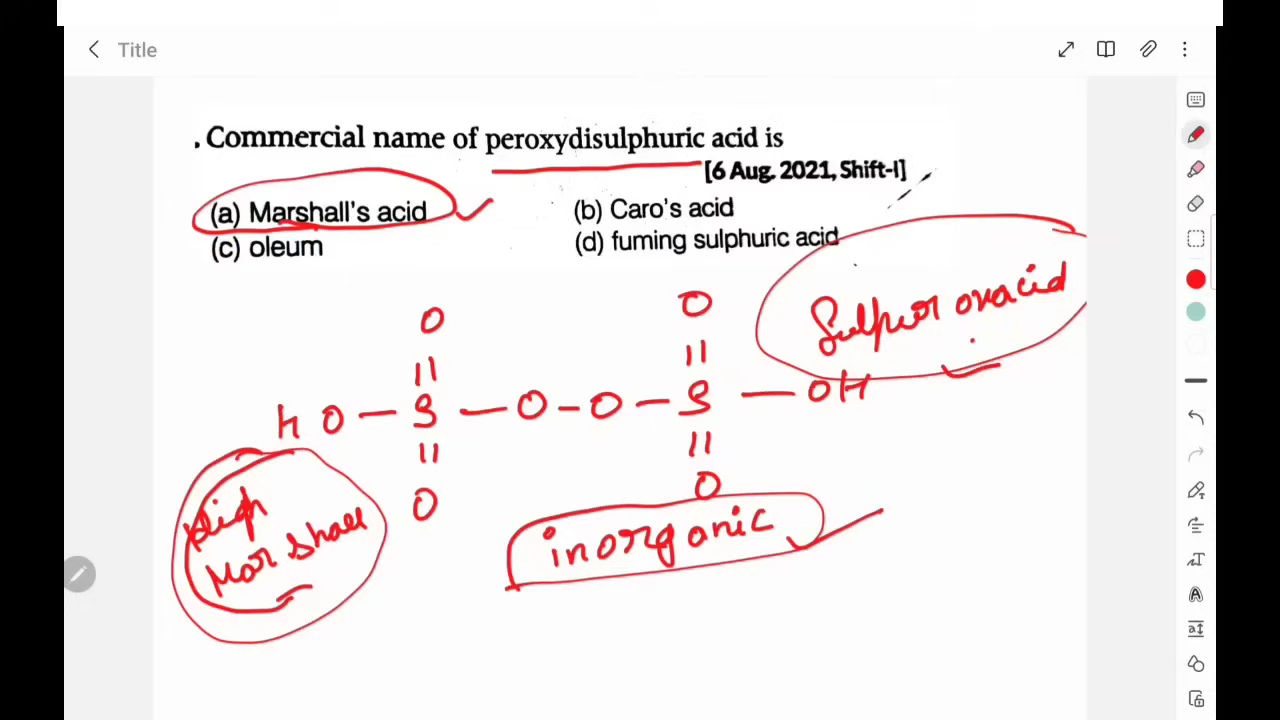 Title
. Commercial name of peroxydisulphuric acid is
[6 Aug. 2021, Shift-I]
(a) Marshall's acid (b) Caro's acid
(c) oleum (d) fuming sulphuric acid
Sulphur oxacid
O O
|| ||
HO – S – O – O – S – OH
|| ||
O O
Marshall
inorganic